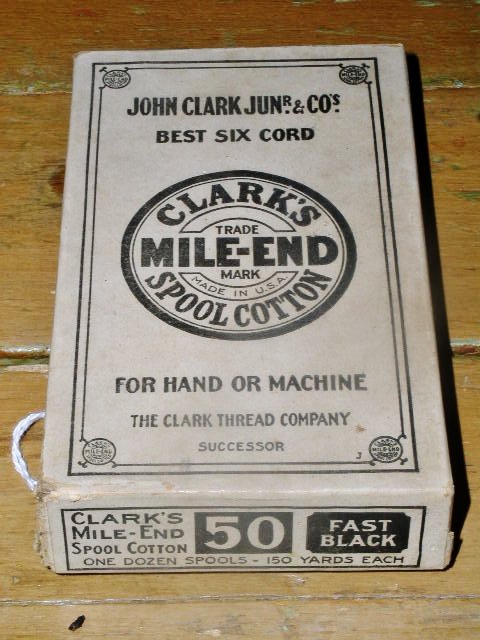 JOHN CLARK JUNR. & CO'S.
BEST SIX CORD
CLARK'S
TRADE
MILE-END
MARK
MADE IN U.S.A.
SPOOL COTTON
FOR HAND OR MACHINE
THE CLARK THREAD COMPANY
SUCCESSOR
J
CLARK'S
MILE-END
SPOOL COTTON
50
FAST
BLACK
ONE DOZEN SPOOLS - 150 YARDS EACH